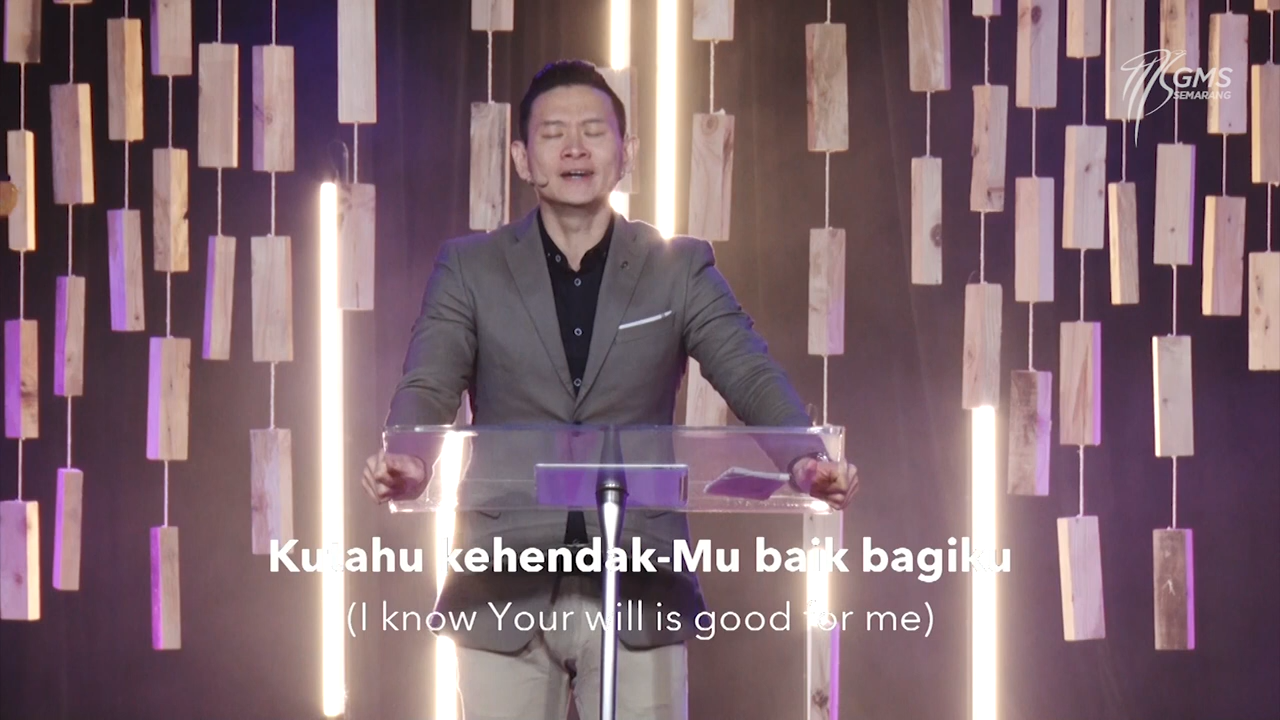 GMS
SEMARANG
Kutahu kehendak-Mu baik bagiku
(I know Your will is good for me)